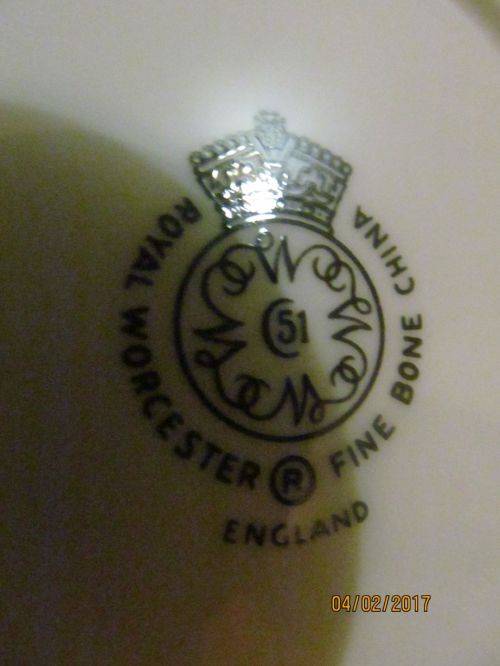 ROYAL WORCESTER ® FINE BONE CHINA
W W W W
51
ENGLAND
04/02/2017